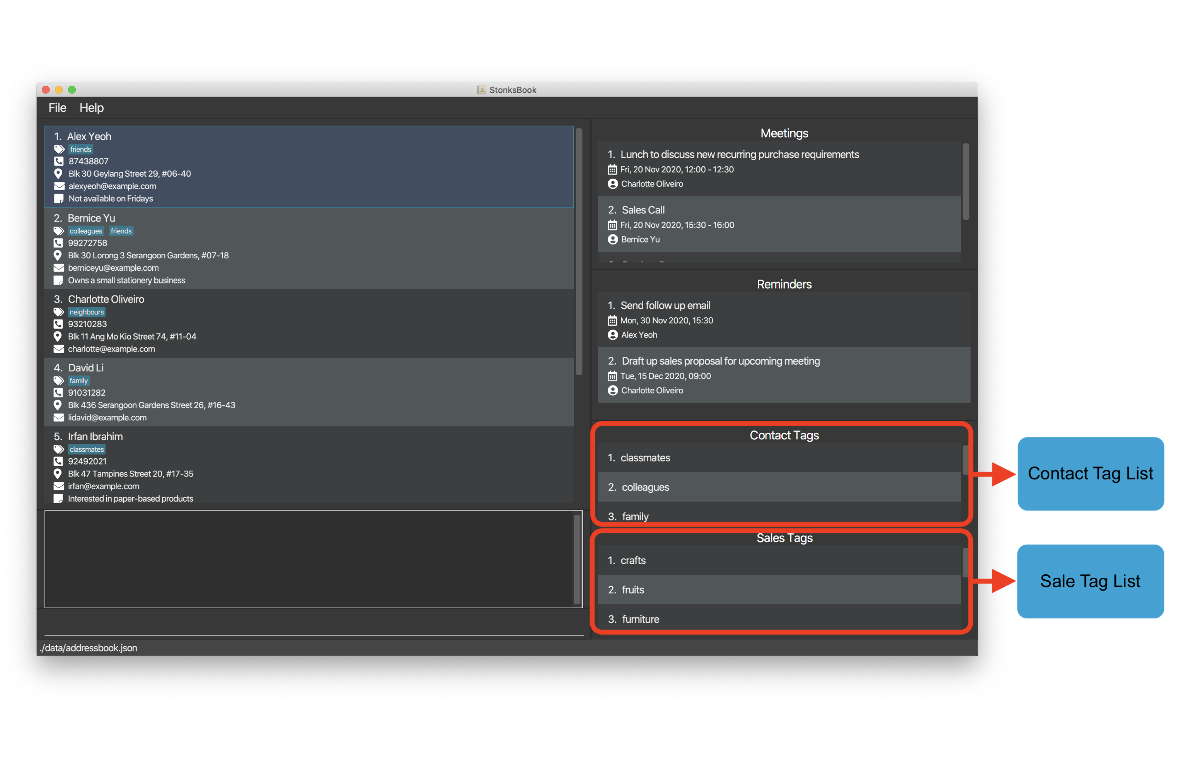 StonksBook
File Help
1. Alex Yeoh
friends
87438807
Blk 30 Geylang Street 29, #06-40
alexyeoh@example.com
Not available on Fridays
2. Bernice Yu
colleagues friends
99272758
Blk 30 Lorong 3 Serangoon Gardens, #07-18
berniceyu@example.com
Owns a small stationery business
3. Charlotte Oliveiro
neighbours
93210283
Blk 11 Ang Mo Kio Street 74, #11-04
charlotte@example.com
4. David Li
family
91031282
Blk 436 Serangoon Gardens Street 26, #16-43
lidavid@example.com
5. Irfan Ibrahim
classmates
92492021
Blk 47 Tampines Street 20, #17-35
irfan@example.com
Interested in paper-based products
./data/addressbook.json
Meetings
1. Lunch to discuss new recurring purchase requirements
Fri, 20 Nov 2020, 12:00 - 12:30
Charlotte Oliveiro
2. Sales Call
Fri, 20 Nov 2020, 15:30 - 16:00
Bernice Yu
Reminders
1. Send follow up email
Mon, 30 Nov 2020, 15:30
Alex Yeoh
2. Draft up sales proposal for upcoming meeting
Tue, 15 Dec 2020, 09:00
Charlotte Oliveiro
Contact Tags
1. classmates
2. colleagues
3. family
Sales Tags
1. crafts
2. fruits
3. furniture
Contact Tag List
Sale Tag List